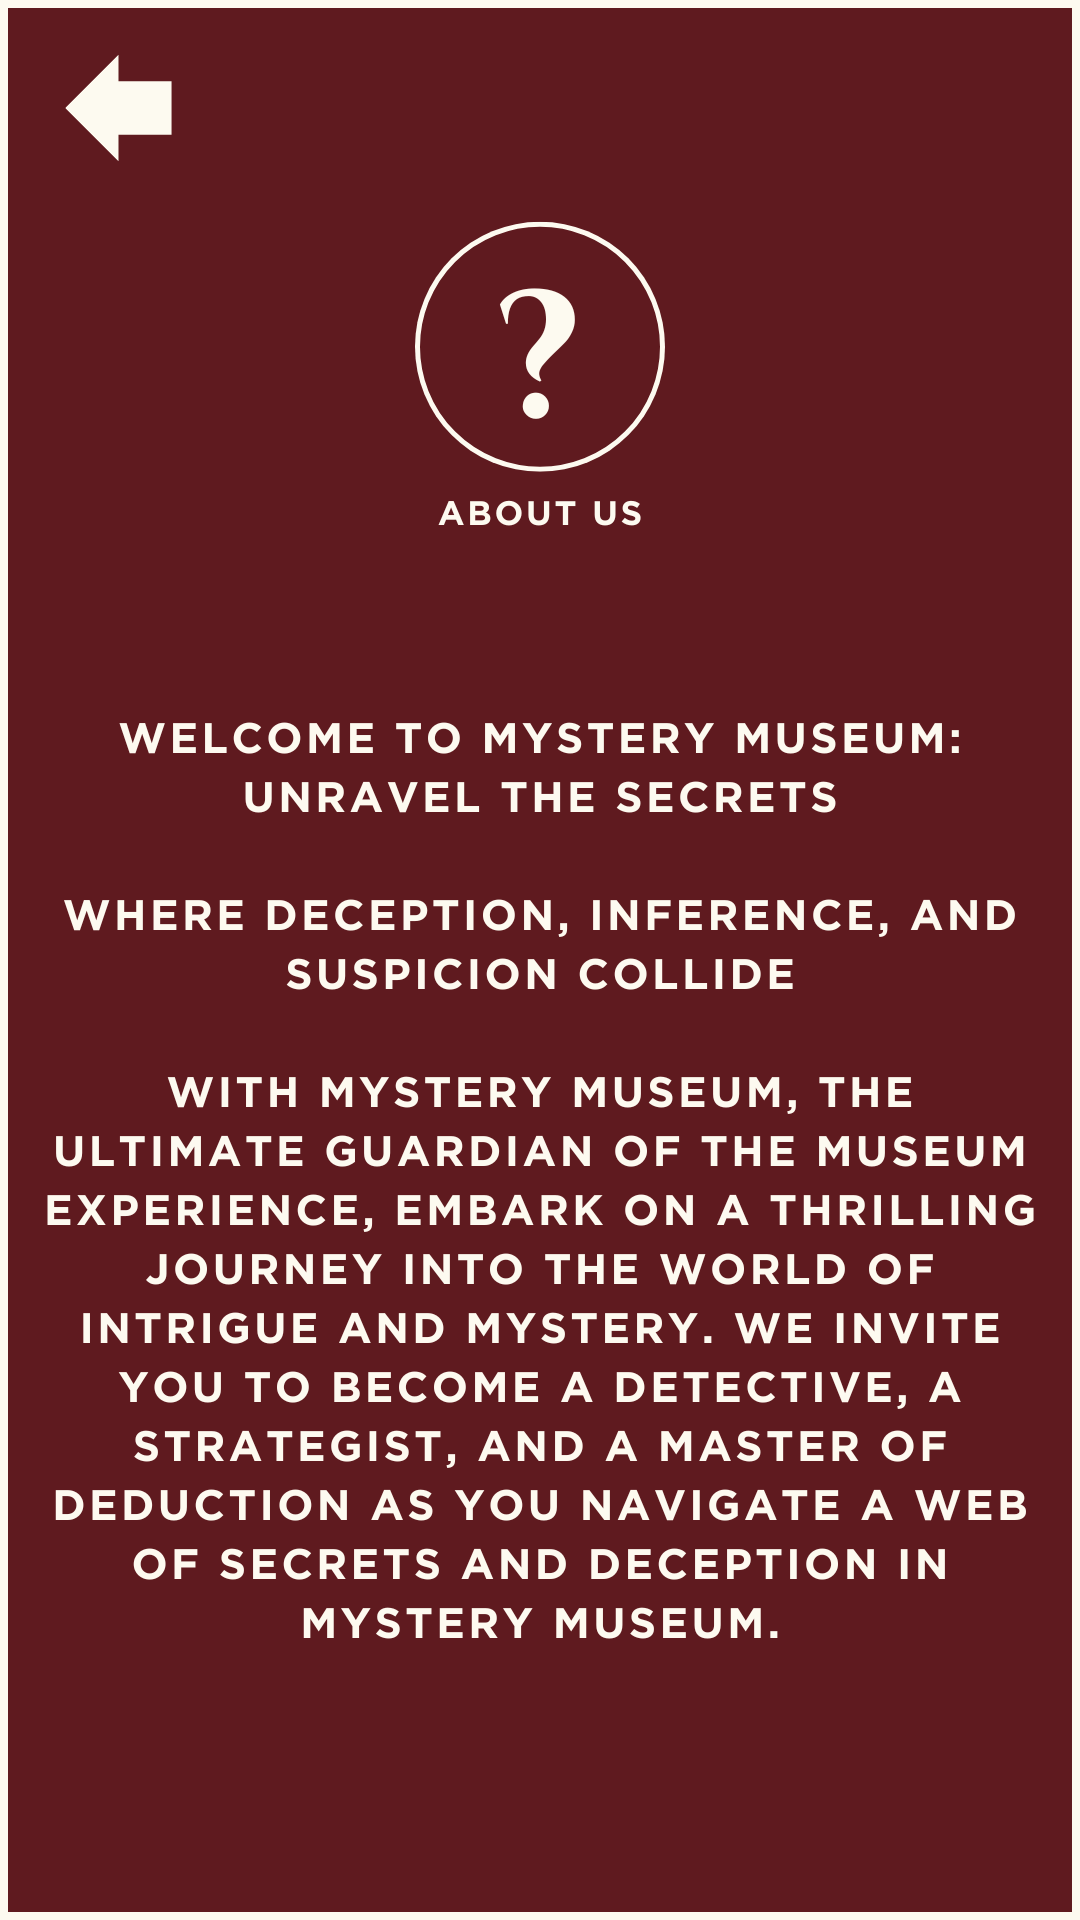 ?
ABOUT US
WELCOME TO MYSTERY MUSEUM:
UNRAVEL THE SECRETS
WHERE DECEPTION, INFERENCE, AND
SUSPICION COLLIDE
WITH MYSTERY MUSEUM, THE
ULTIMATE GUARDIAN OF THE MUSEUM
EXPERIENCE, EMBARK ON A THRILLING
JOURNEY INTO THE WORLD OF
INTRIGUE AND MYSTERY. WE INVITE
YOU TO BECOME A DETECTIVE, A
STRATEGIST, AND A MASTER OF
DEDUCTION AS YOU NAVIGATE A WEB
OF SECRETS AND DECEPTION IN
MYSTERY MUSEUM.